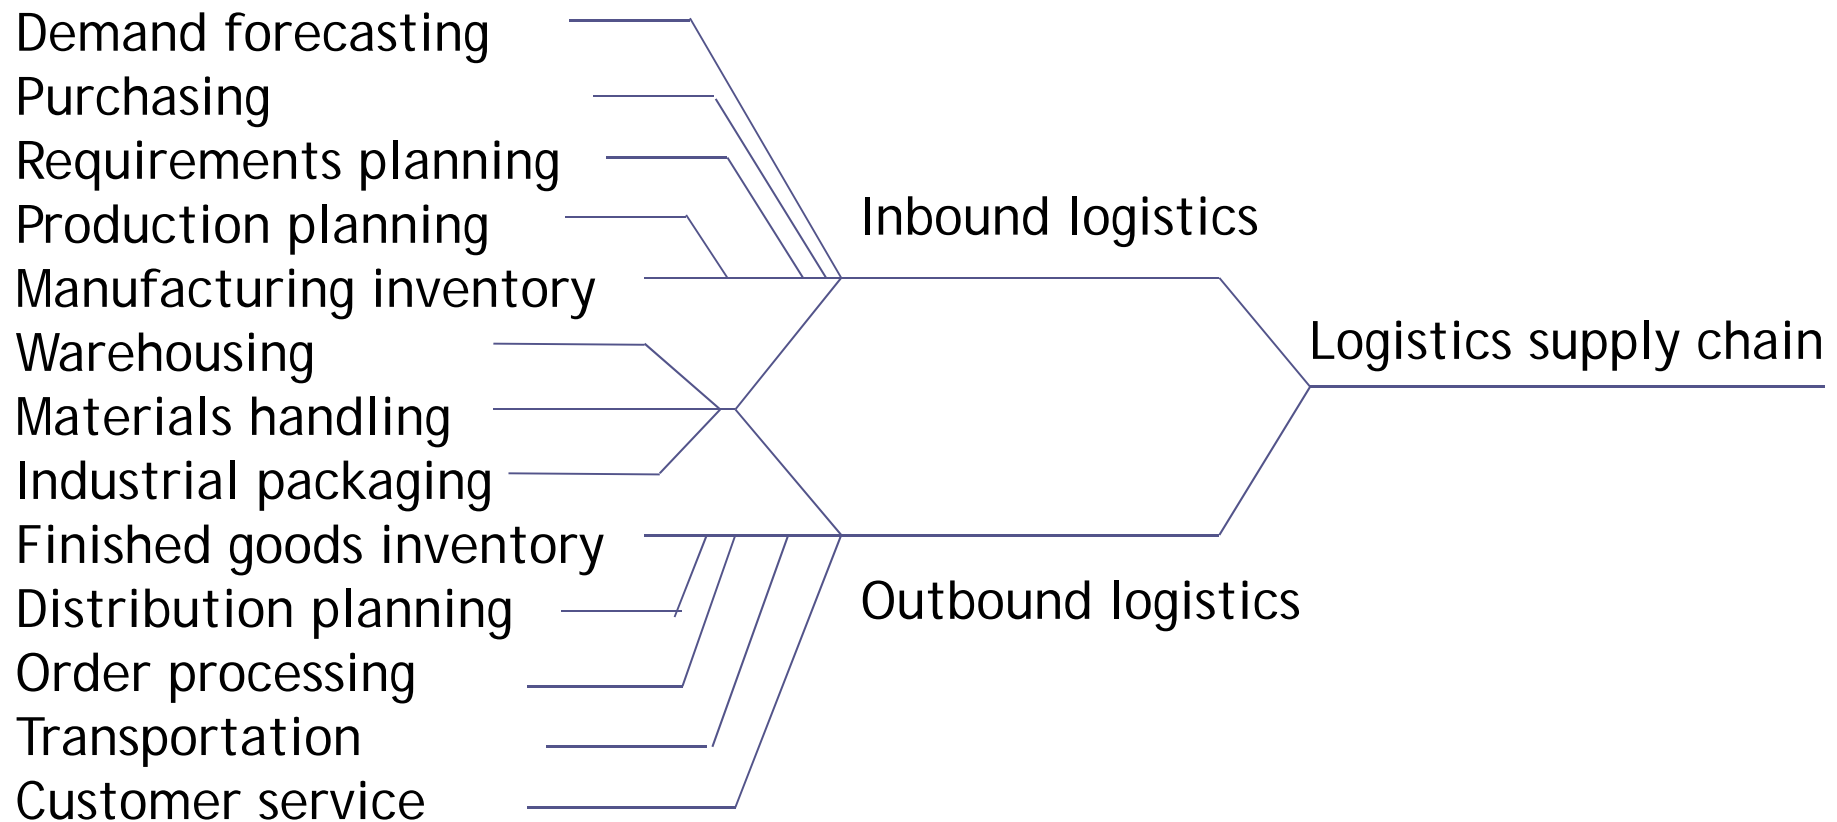 Demand forecasting
Purchasing
Requirements planning
Production planning
Manufacturing inventory
Warehousing
Materials handling
Industrial packaging
Finished goods inventory
Distribution planning
Order processing
Transportation
Customer service
Inbound logistics
Outbound logistics
Logistics supply chain